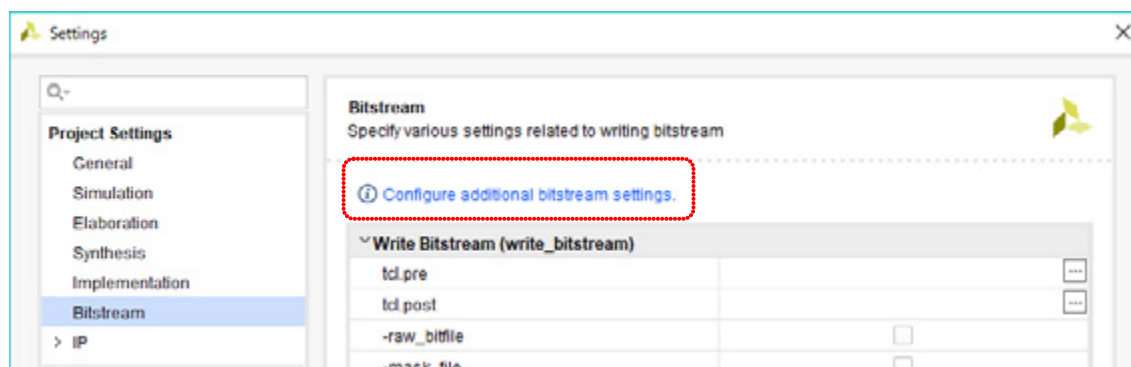 Settings
Project Settings
General
Simulation
Elaboration
Synthesis
Implementation
Bitstream
IP
Bitstream
Specify various settings related to writing bitstream
Configure additional bitstream settings.
Write Bitstream (write_bitstream)
tcl.pre
tcl.post
-raw_bitfile
-mask_file